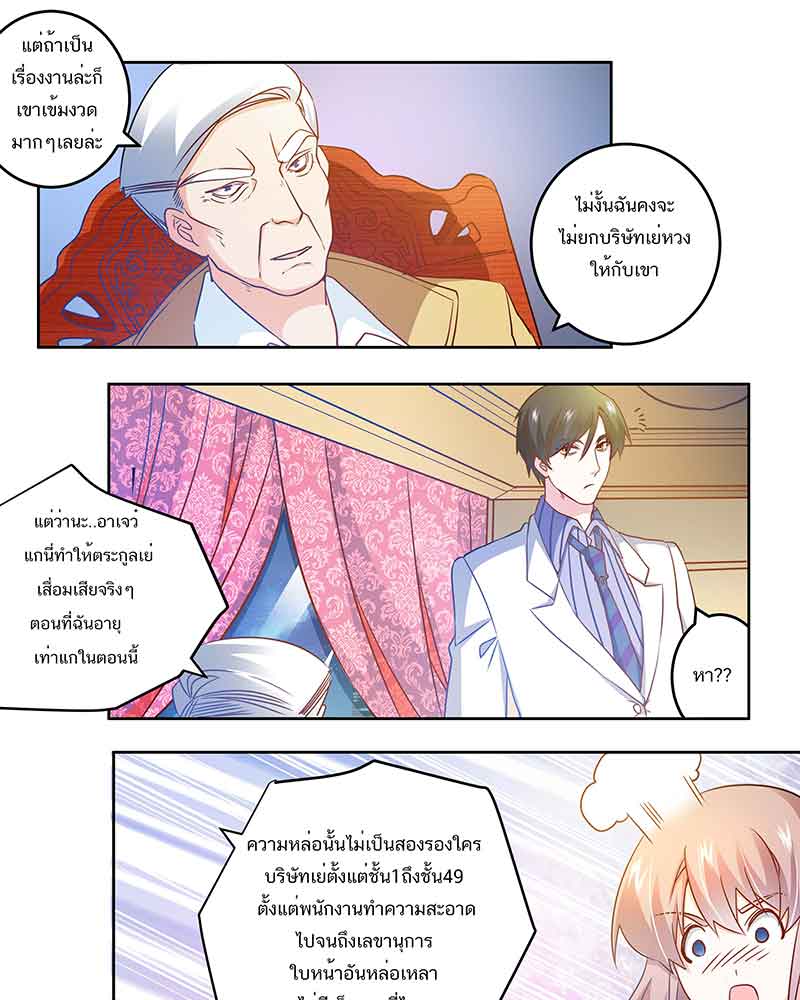 แต่ถ้าเป็น
เรื่องงานล่ะก็
เขาเข้มงวด
มากๆเลยล่ะ
ไม่งั้นฉันคงจะ
ไม่ยกบริษัทเย่หวง
ให้กับเขา
แต่ว่านะ..อาเจว๋
แกนี่ทำให้ตระกูลเย่
เสื่อมเสียจริงๆ
ตอนที่ฉันอายุ
เท่าแกในตอนนี้
หา??
ความหล่อนั้นไม่เป็นสองรองใคร
บริษัทเย่ตั้งแต่ชั้น1ถึงชั้น49
ตั้งแต่พนักงานทำความสะอาด
ไปจนถึงเลขานุการ
ใบหน้าอันหล่อเหลา